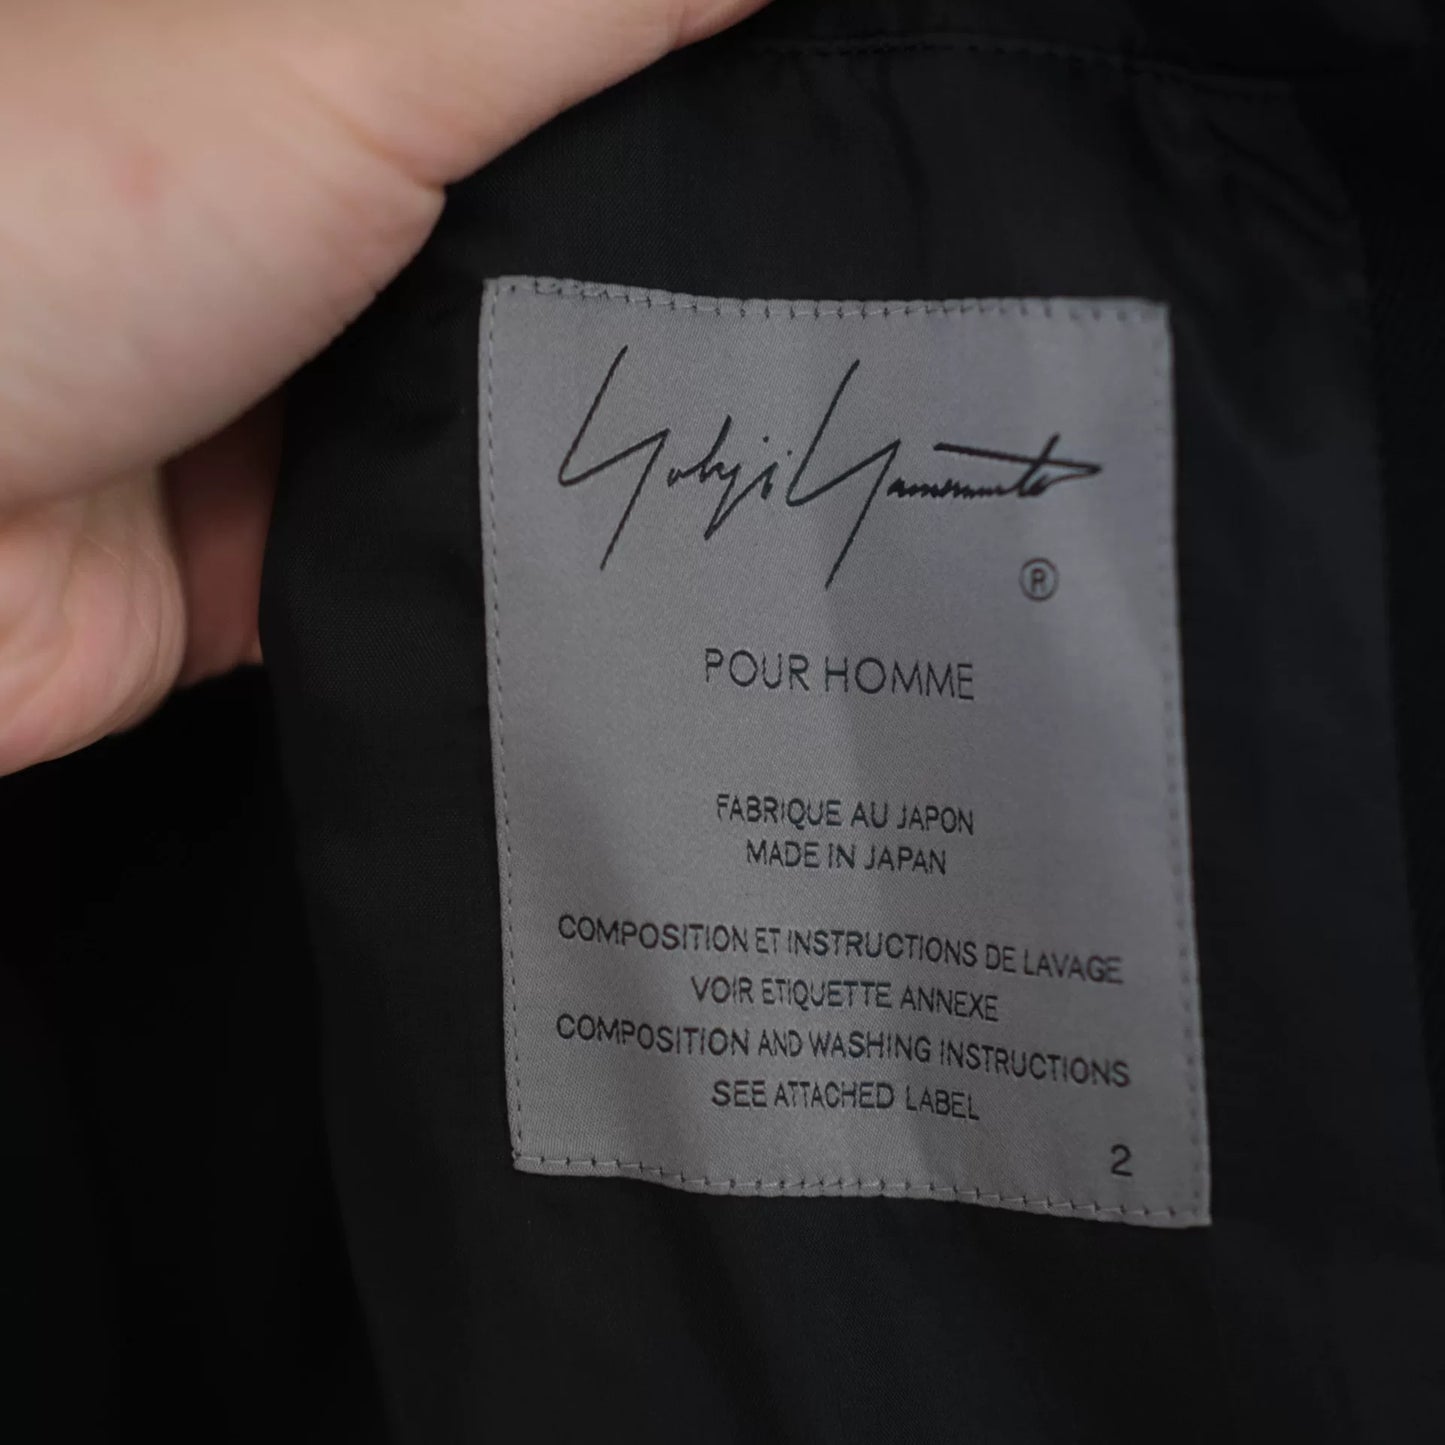 Yohji Yamamoto
®
POUR HOMME
FABRIQUE AU JAPON
MADE IN JAPAN
COMPOSITION ET INSTRUCTIONS DE LAVAGE
VOIR ETIQUETTE ANNEXE
COMPOSITION AND WASHING INSTRUCTIONS
SEE ATTACHED LABEL
2